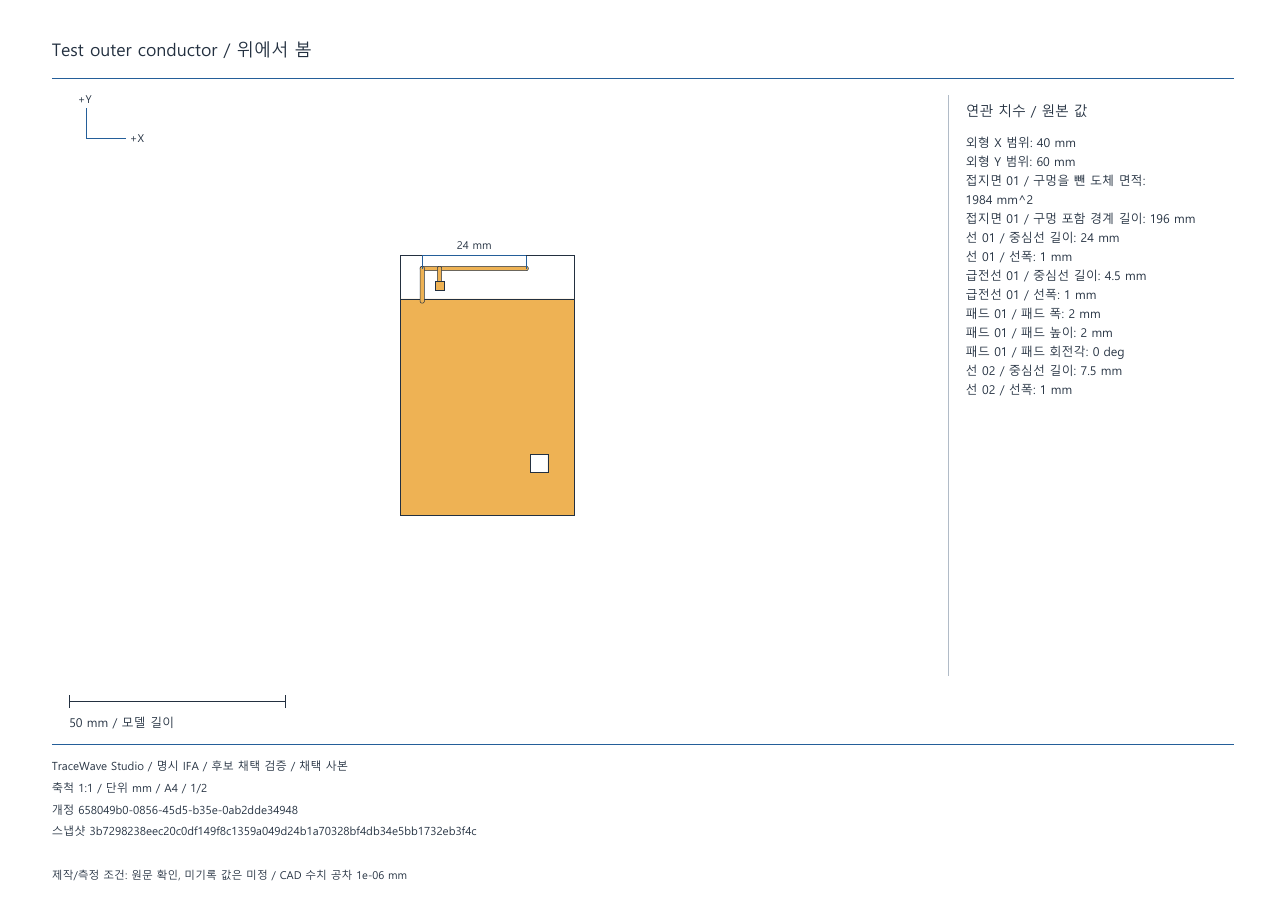 Test outer conductor / 위에서 봄
+Y
+X
24 mm
연관 치수 / 원본 값
외형 X 범위: 40 mm
외형 Y 범위: 60 mm
접지면 01 / 구멍을 뺀 도체 면적:
1984 mm^2
접지면 01 / 구멍 포함 경계 길이: 196 mm
선 01 / 중심선 길이: 24 mm
선 01 / 선폭: 1 mm
급전선 01 / 중심선 길이: 4.5 mm
급전선 01 / 선폭: 1 mm
패드 01 / 패드 폭: 2 mm
패드 01 / 패드 높이: 2 mm
패드 01 / 패드 회전각: 0 deg
선 02 / 중심선 길이: 7.5 mm
선 02 / 선폭: 1 mm
50 mm / 모델 길이
TraceWave Studio / 명시 IFA / 후보 채택 검증 / 채택 사본
축척 1:1 / 단위 mm / A4 / 1/2
개정 658049b0-0856-45d5-b35e-0ab2dde34948
스냅샷 3b7298238eec20c0df149f8c1359a049d24b1a70328bf4db34e5bb1732eb3f4c
제작/측정 조건: 원문 확인, 미기록 값은 미정 / CAD 수치 공차 1e-06 mm